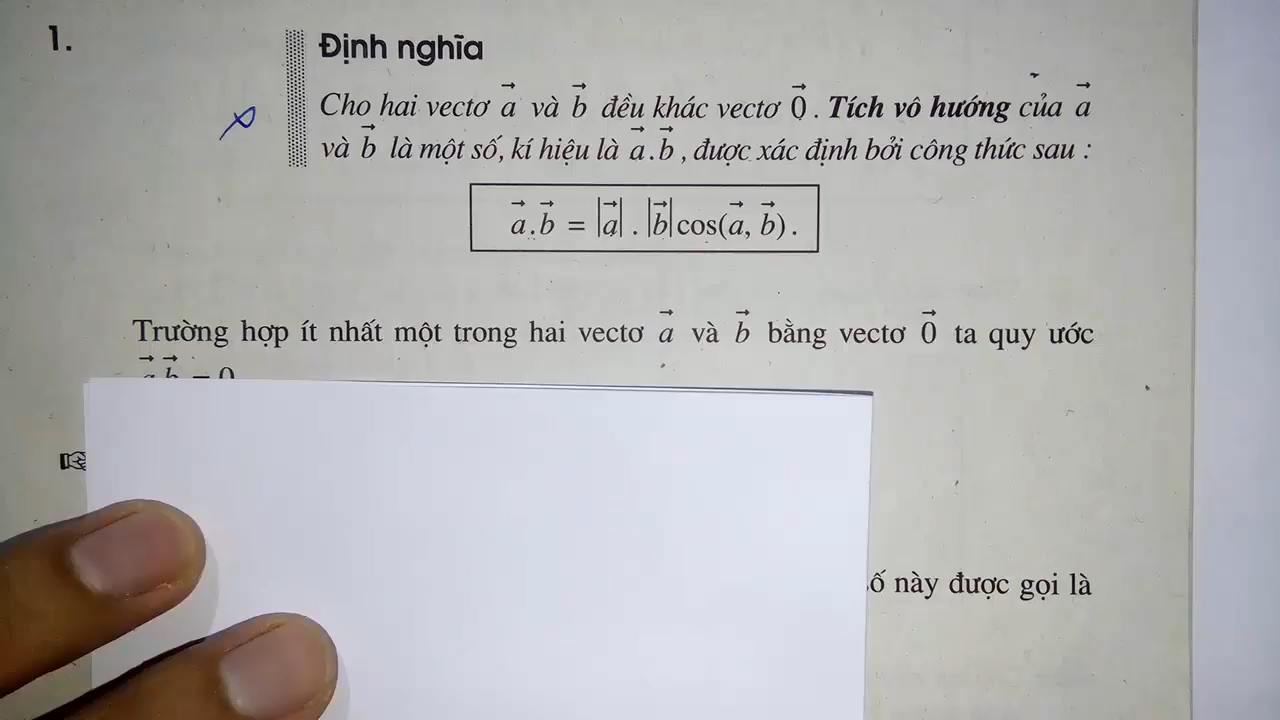 1.
Định nghĩa
Cho hai vectơ a⃗ và b⃗ đều khác vectơ 0⃗. Tích vô hướng của a⃗
và b⃗ là một số, kí hiệu là a⃗.b⃗, được xác định bởi công thức sau :
a⃗.b⃗ = |a⃗| . |b⃗| cos(a⃗, b⃗).
Trường hợp ít nhất một trong hai vectơ a⃗ và b⃗ bằng vectơ 0⃗ ta quy ước
a⃗.b⃗ = 0
này được gọi là